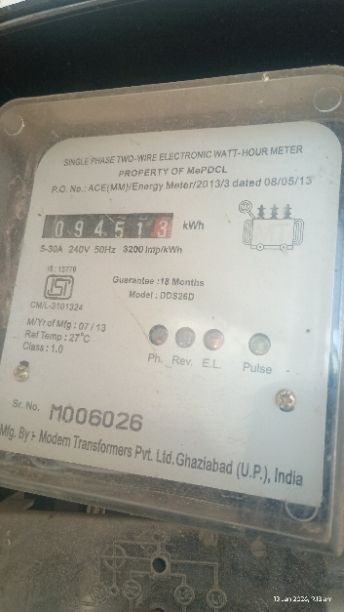 SINGLE PHASE TWO-WIRE ELECTRONIC WATT-HOUR METER
PROPERTY OF MePDCL
P.O. No.: ACE(MM)/Energy Meter/2013/3 dated 08/05/13
094513 kWh
5-30A 240V 50Hz 3200 Imp/kWh
IS 13779
ISI
CM/L-3101324
Guarantee :18 Months
Model : DDS26D
M/Yr of Mfg : 07 / 13
Ref Temp : 27°C
Class : 1.0
Ph. Rev. E.L. Pulse
Sr. No. M006026
Mfg. By :- Modern Transformers Pvt. Ltd. Ghaziabad (U.P.), India